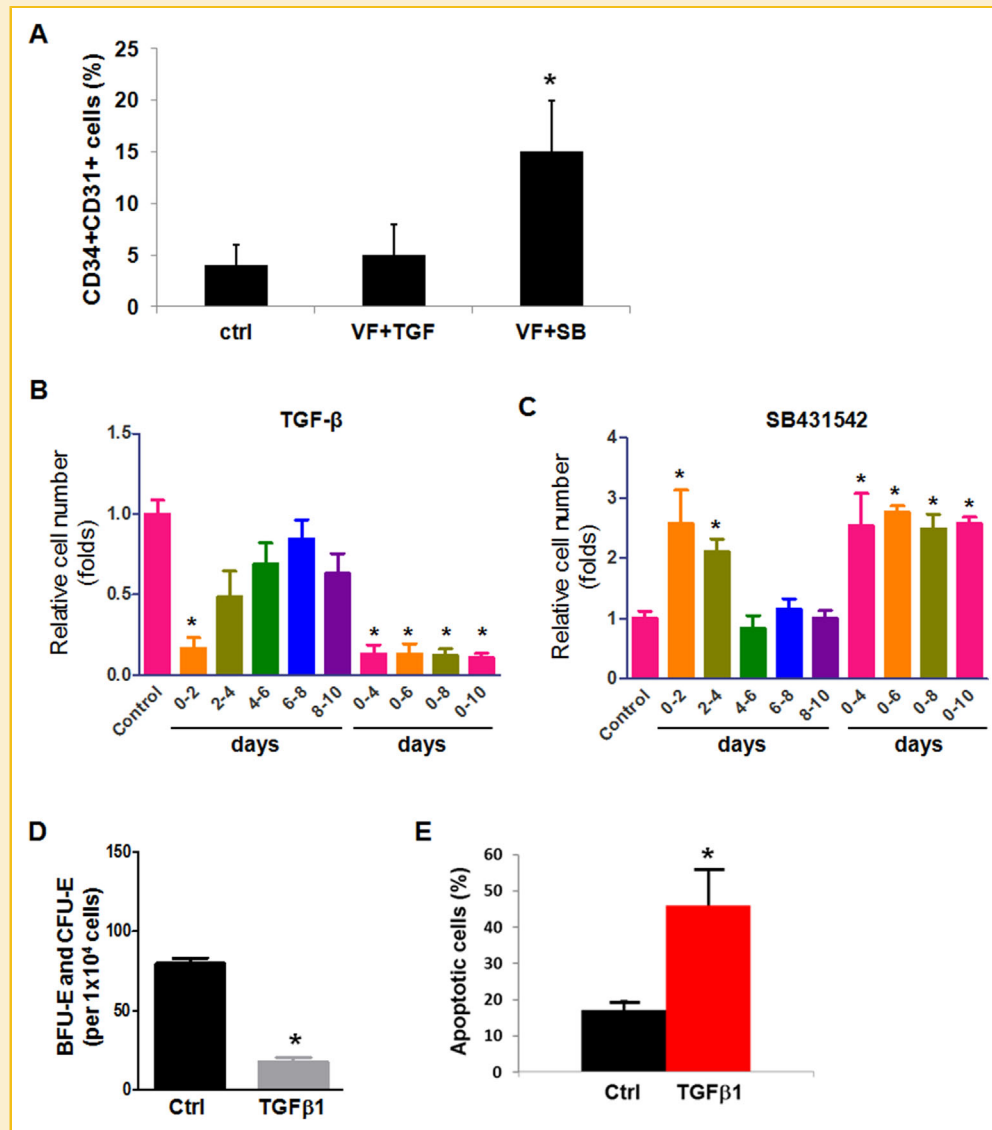 A
CD34+CD31+ cells (%)
25
20
15
10
5
0
*
ctrl VF+TGF VF+SB
B
TGF-β
Relative cell number
(folds)
1.5
1.0
0.5
0.0
* * * * *
Control 0-2 2-4 4-6 6-8 8-10 0-4 0-6 0-8 0-10
days days
C
SB431542
Relative cell number
(folds)
4
3
2
1
0
* * * * * *
Control 0-2 2-4 4-6 6-8 8-10 0-4 0-6 0-8 0-10
days days
D
BFU-E and CFU-E
(per 1x10⁴ cells)
150
100
50
0
*
Ctrl TGFβ1
E
Apoptotic cells (%)
60
50
40
30
20
10
0
*
Ctrl TGFβ1